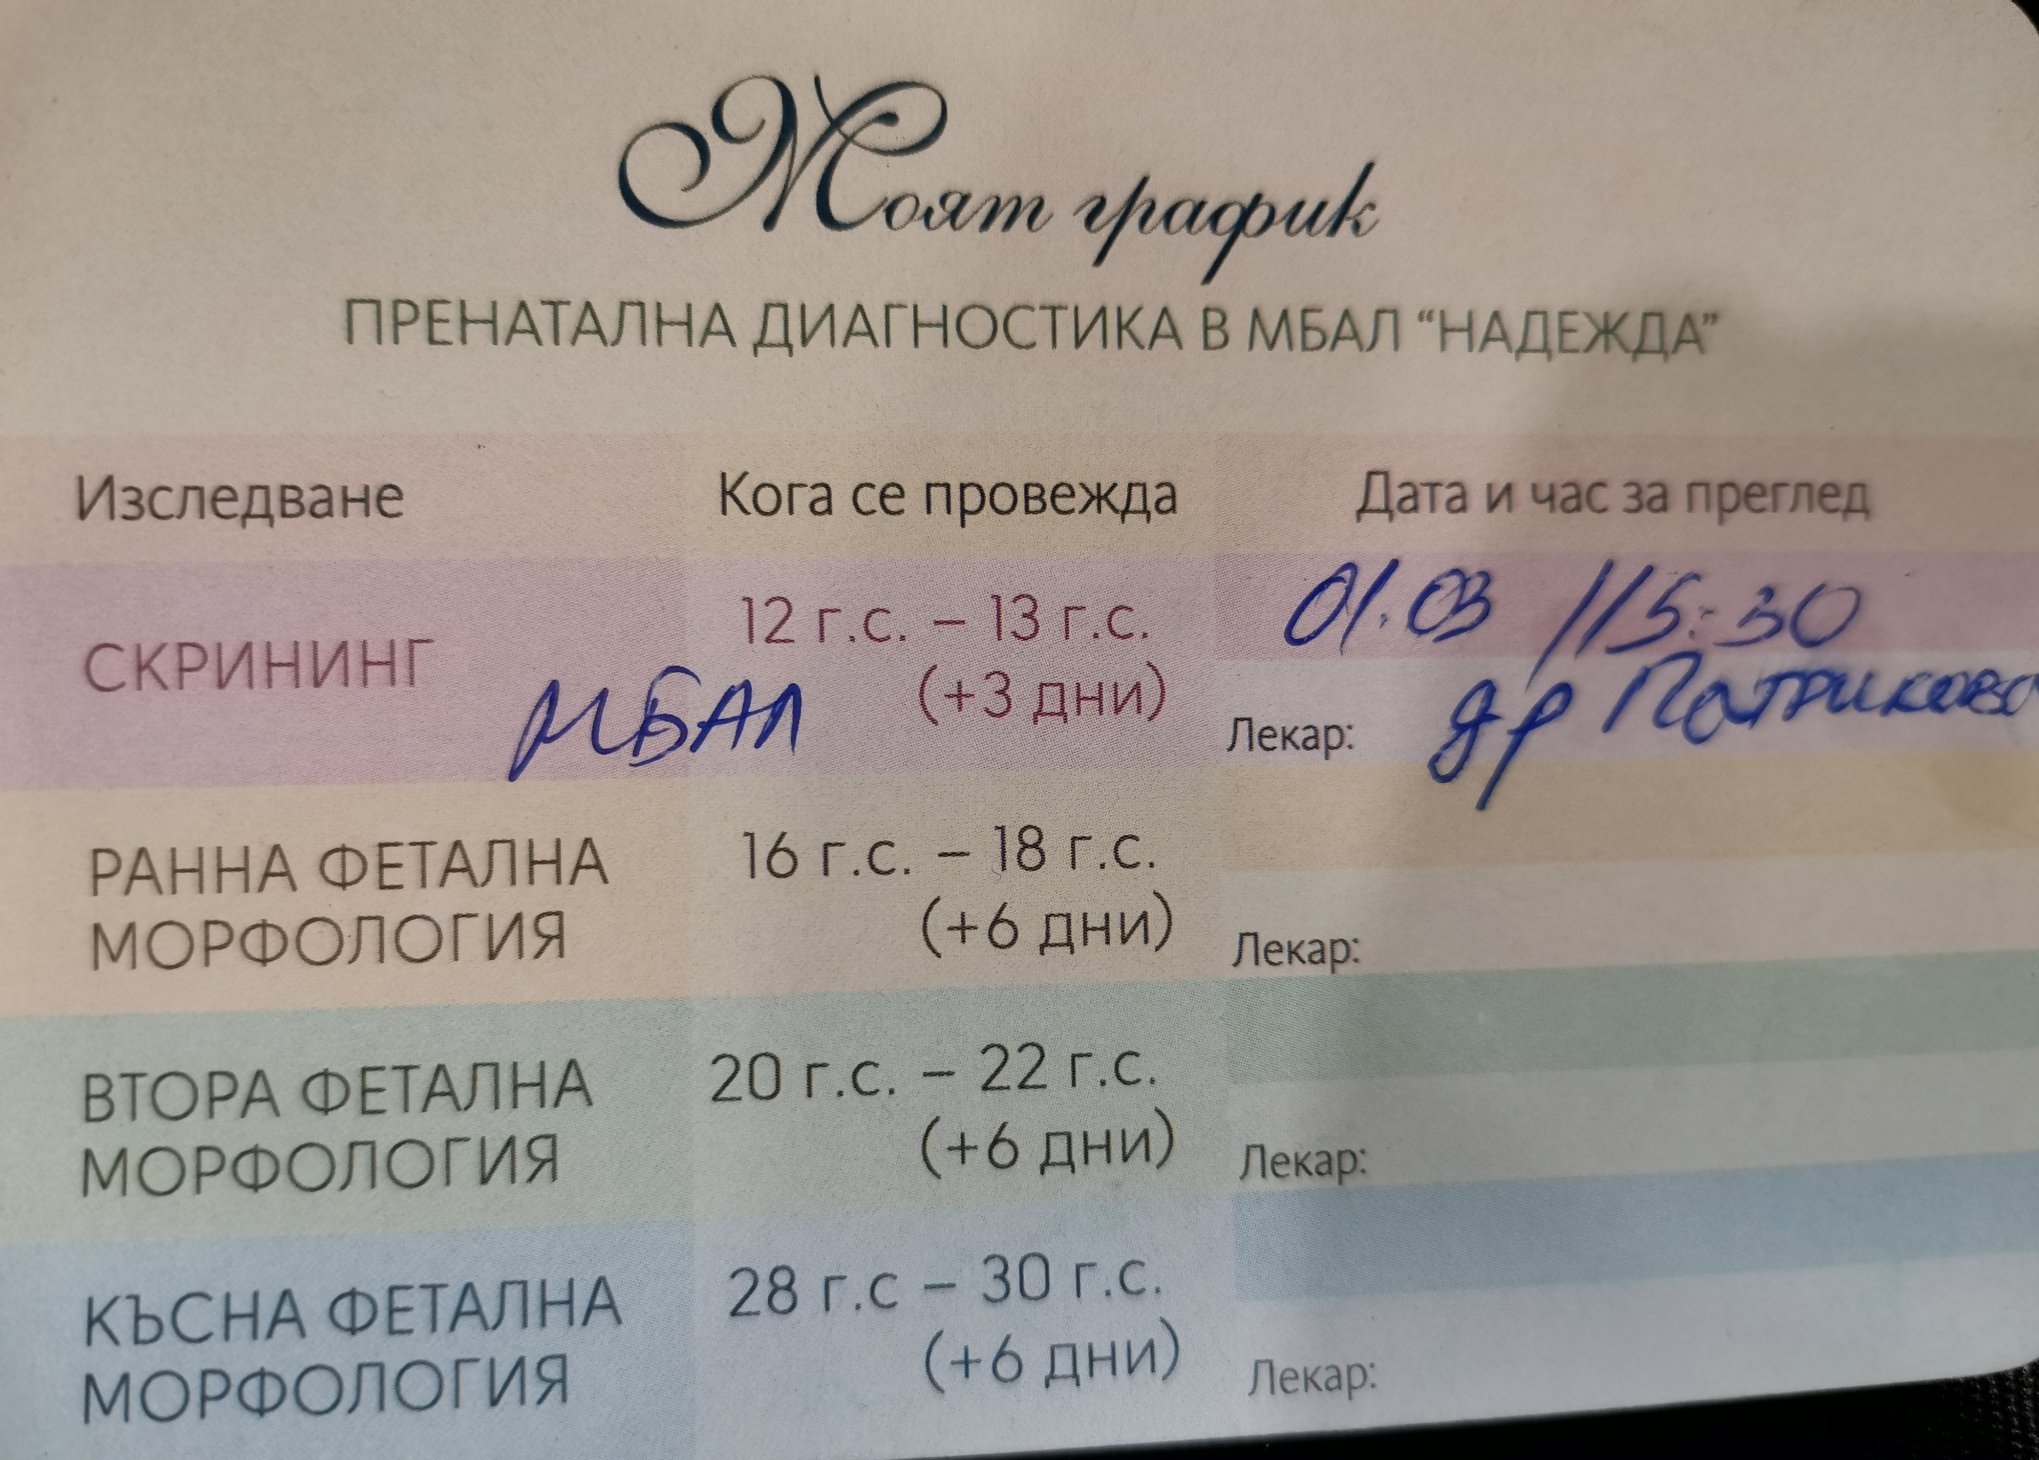 Моят график
ПРЕНАТАЛНА ДИАГНОСТИКА В МБАЛ “НАДЕЖДА”
Изследване Кога се провежда Дата и час за преглед
СКРИНИНГ
МБАЛ
12 г.с. – 13 г.с.
(+3 дни)
01.03 / 15:30
Лекар: др Патрикова
РАННА ФЕТАЛНА
МОРФОЛОГИЯ
16 г.с. – 18 г.с.
(+6 дни)
Лекар:
ВТОРА ФЕТАЛНА
МОРФОЛОГИЯ
20 г.с. – 22 г.с.
(+6 дни)
Лекар:
КЪСНА ФЕТАЛНА
МОРФОЛОГИЯ
28 г.с – 30 г.с.
(+6 дни)
Лекар: